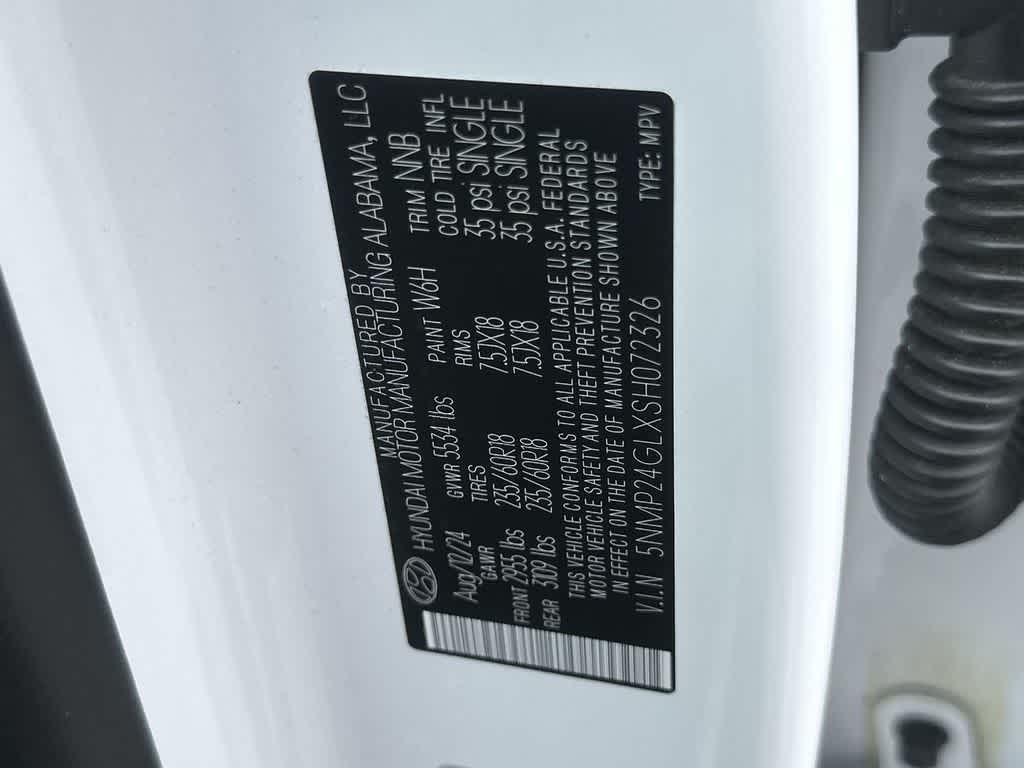 MANUFACTURED BY
HYUNDAI MOTOR MANUFACTURING ALABAMA, LLC
Aug/02/24 GVWR 5534 lbs PAINT W6H TRIM NNB
GAWR TIRES RIMS COLD TIRE INFL
FRONT 2955 lbs 235/60R18 7.5JX18 35 psi SINGLE
REAR 3109 lbs 235/60R18 7.5JX18 35 psi SINGLE
THIS VEHICLE CONFORMS TO ALL APPLICABLE U.S.A. FEDERAL
MOTOR VEHICLE SAFETY AND THEFT PREVENTION STANDARDS
IN EFFECT ON THE DATE OF MANUFACTURE SHOWN ABOVE
V.I.N 5NMP24GLXSH072326 TYPE: MPV